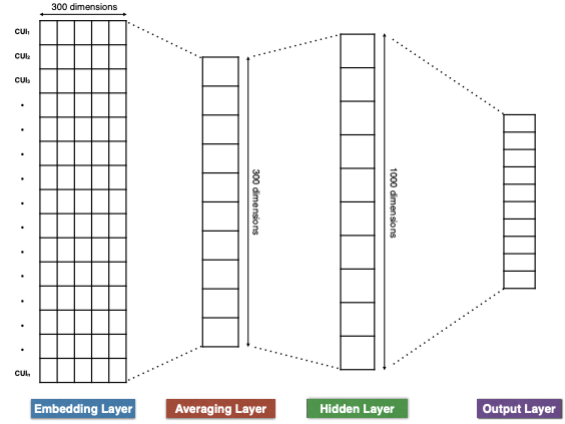 300 dimensions
CUI₁
CUI₂
CUI₃
CUIₙ
300 dimensions
1000 dimensions
Embedding Layer
Averaging Layer
Hidden Layer
Output Layer